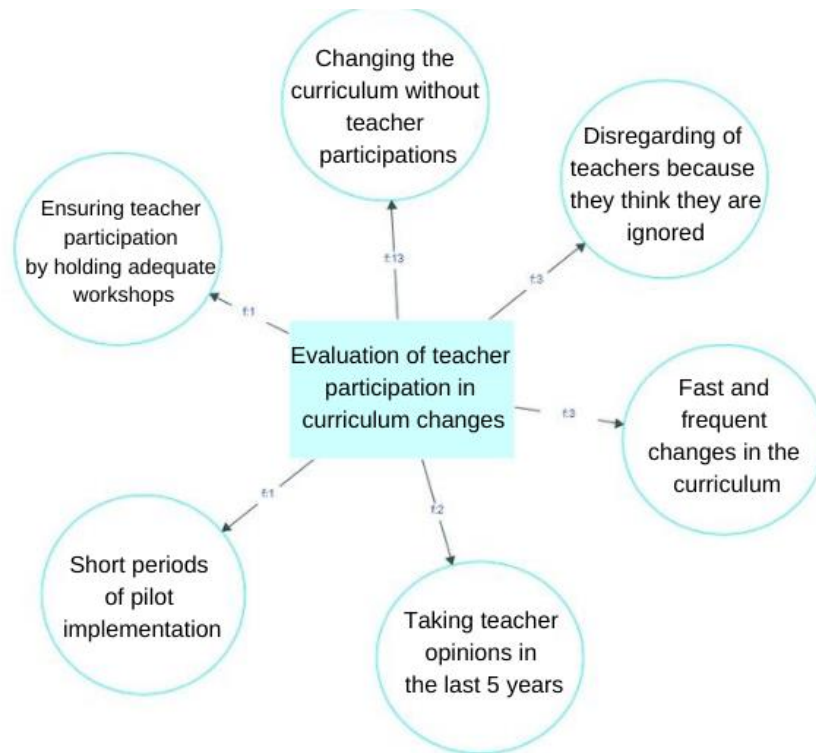 Changing the
curriculum without
teacher
participations
Disregarding of
teachers because
they think they are
ignored
Ensuring teacher
participation
by holding adequate
workshops
f:13
f:3
f:1
Evaluation of teacher
participation in
curriculum changes
f:3
Fast and
frequent
changes in the
curriculum
f:1
f:2
Short periods
of pilot
implementation
Taking teacher
opinions in
the last 5 years